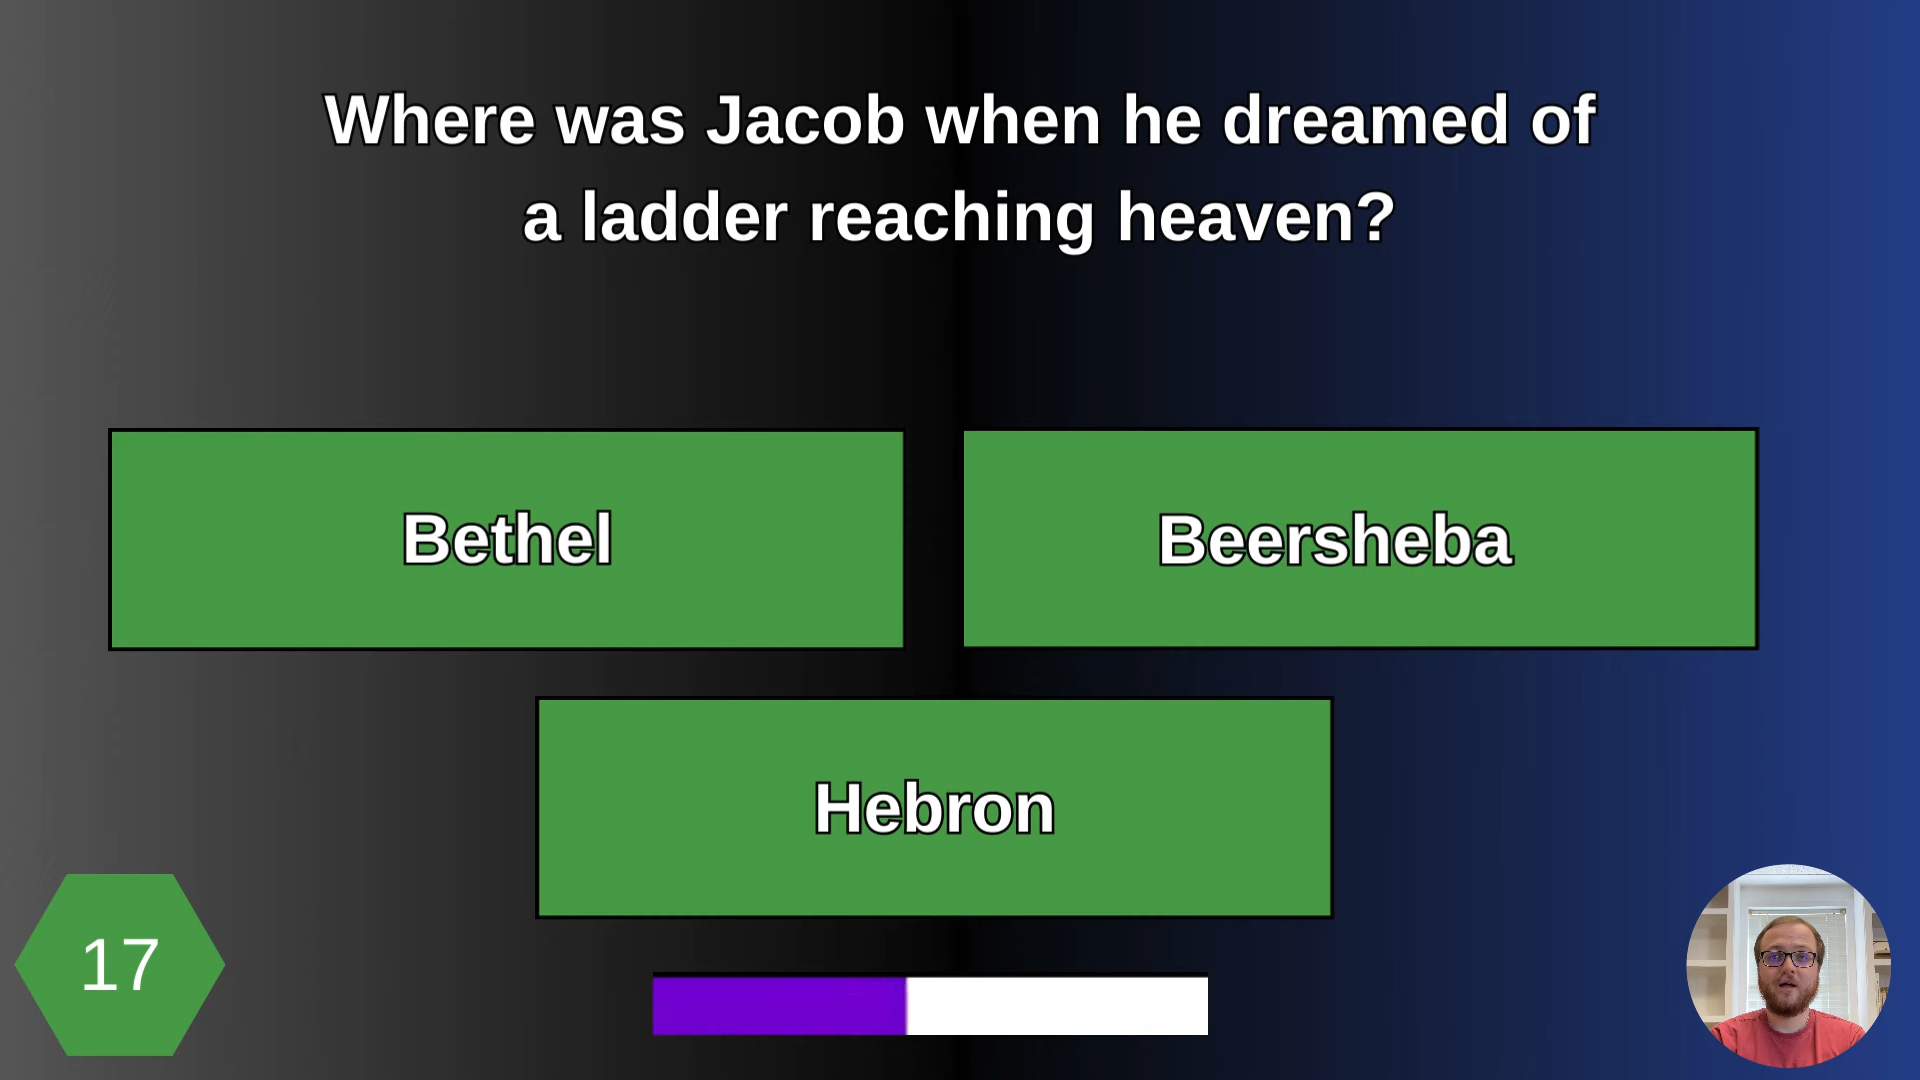 Where was Jacob when he dreamed of
a ladder reaching heaven?
Bethel
Beersheba
Hebron
17